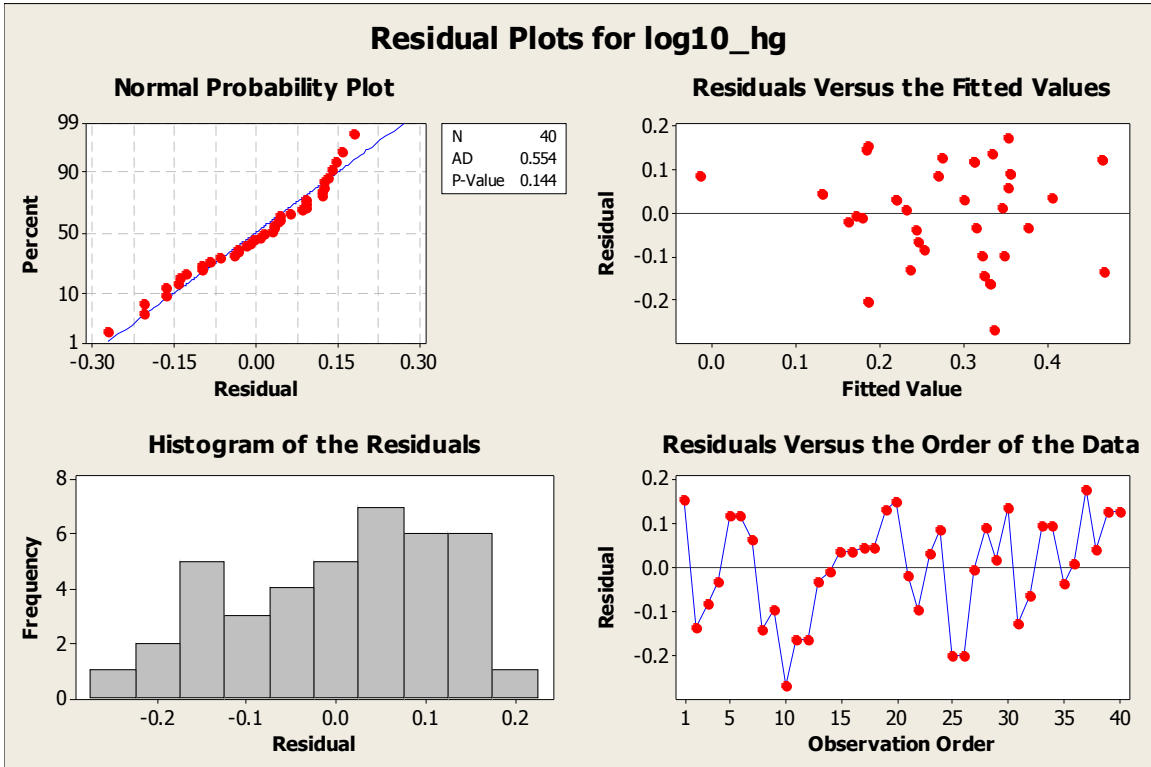 Residual Plots for log10_hg
Normal Probability Plot
99
90
50
10
1
Percent
-0.30 -0.15 0.00 0.15 0.30
Residual
N 40
AD 0.554
P-Value 0.144
Residuals Versus the Fitted Values
0.2
0.1
0.0
-0.1
-0.2
Residual
0.0 0.1 0.2 0.3 0.4
Fitted Value
Histogram of the Residuals
8
6
4
2
0
Frequency
-0.2 -0.1 0.0 0.1 0.2
Residual
Residuals Versus the Order of the Data
0.2
0.1
0.0
-0.1
-0.2
Residual
1 5 10 15 20 25 30 35 40
Observation Order